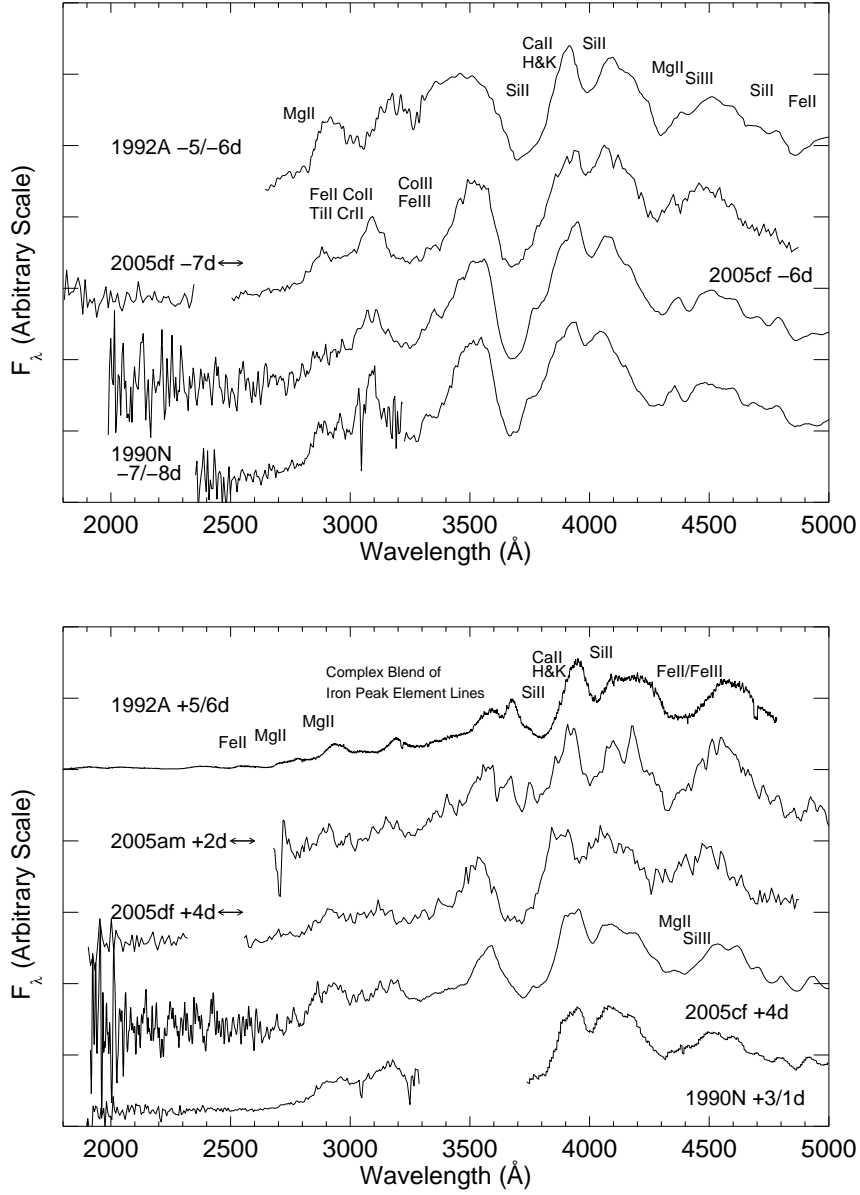 CaII
H&K
SiII
SiII
MgII
SiIII
SiII
FeII
MgII
1992A −5/−6d
FeII CoII
TiII CrII
CoIII
FeIII
2005df −7d
2005cf −6d
1990N
−7/−8d
F_λ (Arbitrary Scale)
2000 2500 3000 3500 4000 4500 5000
Wavelength (Å)
Complex Blend of
Iron Peak Element Lines
CaII
H&K
SiII
SiII
FeII/FeIII
1992A +5/6d
FeII
MgII
MgII
2005am +2d
2005df +4d
MgII
SiIII
2005cf +4d
1990N +3/1d
F_λ (Arbitrary Scale)
2000 2500 3000 3500 4000 4500 5000
Wavelength (Å)